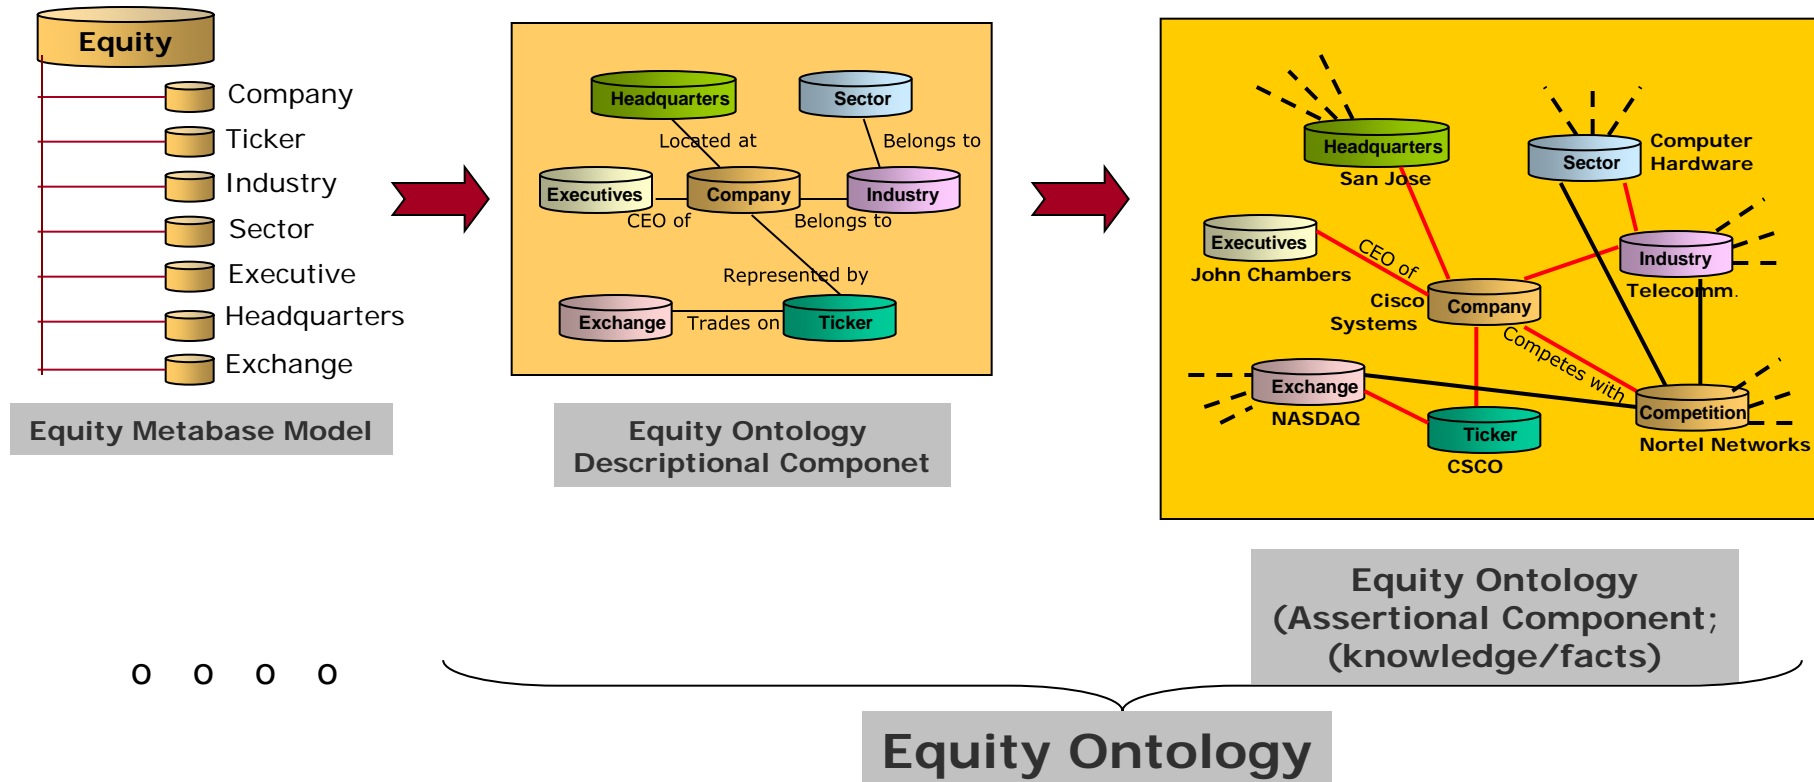 Equity
Company
Ticker
Industry
Sector
Executive
Headquarters
Exchange
Equity Metabase Model
Headquarters
Sector
Located at
Belongs to
Executives
Company
Industry
CEO of
Belongs to
Represented by
Exchange
Trades on
Ticker
Equity Ontology
Descriptional Componet
Headquarters
San Jose
Sector
Computer
Hardware
Executives
John Chambers
CEO of
Industry
Telecomm.
Cisco
Systems
Company
Competes with
Exchange
NASDAQ
Ticker
CSCO
Competition
Nortel Networks
Equity Ontology
(Assertional Component;
(knowledge/facts)
o o o o
Equity Ontology